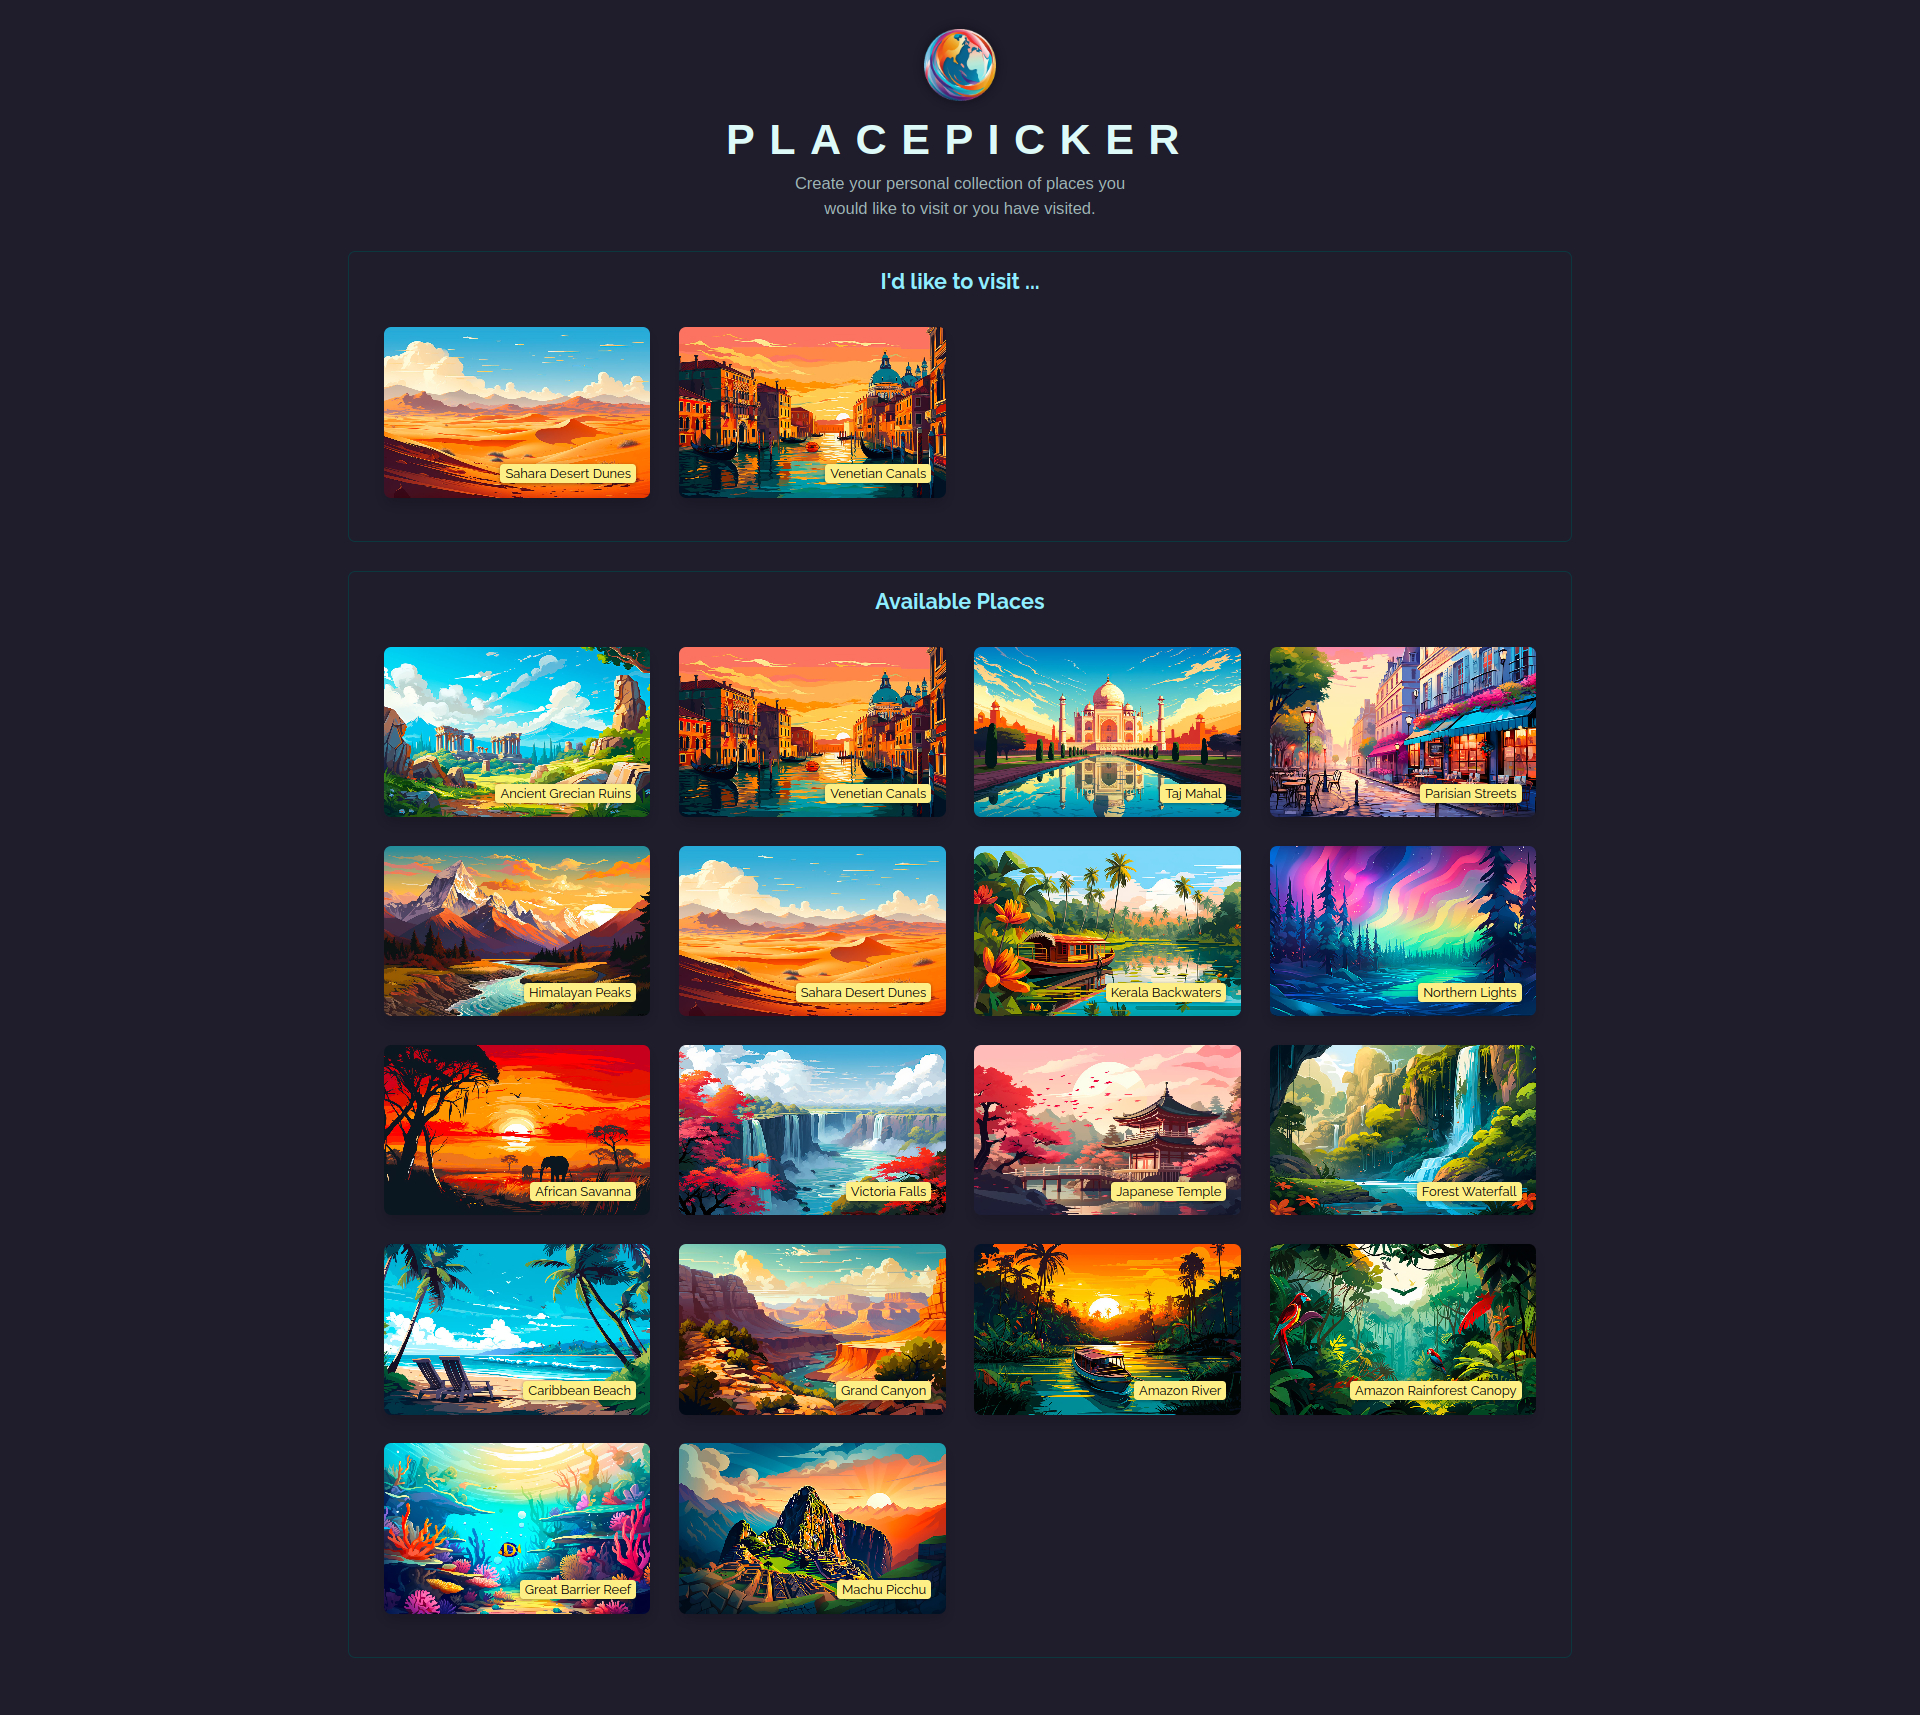 PLACEPICKER
Create your personal collection of places you
would like to visit or you have visited.
I'd like to visit ...
Sahara Desert Dunes
Venetian Canals
Available Places
Ancient Grecian Ruins
Venetian Canals
Taj Mahal
Parisian Streets
Himalayan Peaks
Sahara Desert Dunes
Kerala Backwaters
Northern Lights
African Savanna
Victoria Falls
Japanese Temple
Forest Waterfall
Caribbean Beach
Grand Canyon
Amazon River
Amazon Rainforest Canopy
Great Barrier Reef
Machu Picchu